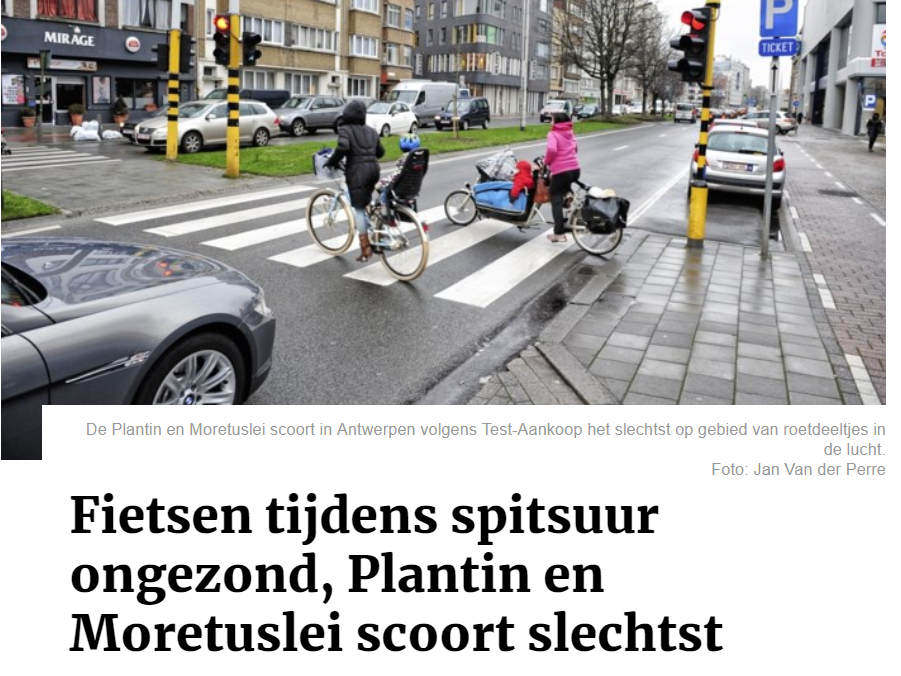 MIRAGE
P
TICKET
P
De Plantin en Moretuslei scoort in Antwerpen volgens Test-Aankoop het slechtst op gebied van roetdeeltjes in
de lucht.
Foto: Jan Van der Perre
Fietsen tijdens spitsuur
ongezond, Plantin en
Moretuslei scoort slechtst